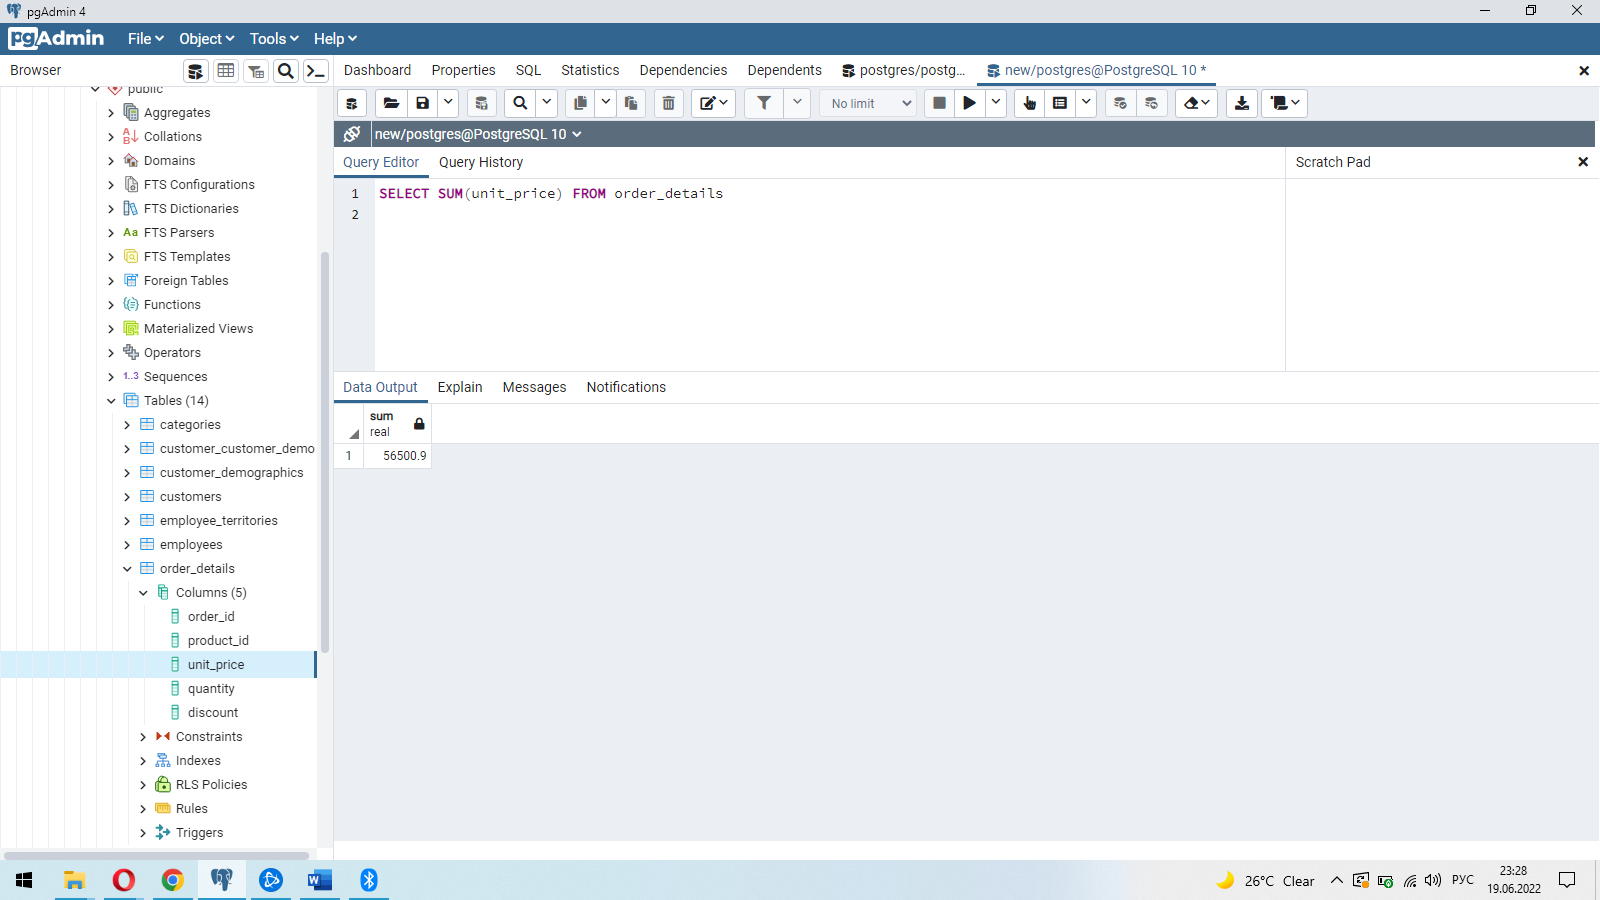 pgAdmin 4
pgAdmin File Object Tools Help
Browser
Dashboard Properties SQL Statistics Dependencies Dependents postgres/postg... new/postgres@PostgreSQL 10 *
No limit
new/postgres@PostgreSQL 10
Query Editor Query History
Scratch Pad
1 SELECT SUM(unit_price) FROM order_details
2
Data Output Explain Messages Notifications
sum
real
1 56500.9
public
Aggregates
Collations
Domains
FTS Configurations
FTS Dictionaries
Aa FTS Parsers
FTS Templates
Foreign Tables
Functions
Materialized Views
Operators
1..3 Sequences
Tables (14)
categories
customer_customer_demo
customer_demographics
customers
employee_territories
employees
order_details
Columns (5)
order_id
product_id
unit_price
quantity
discount
Constraints
Indexes
RLS Policies
Rules
Triggers
26°C Clear
РУС
23:28
19.06.2022